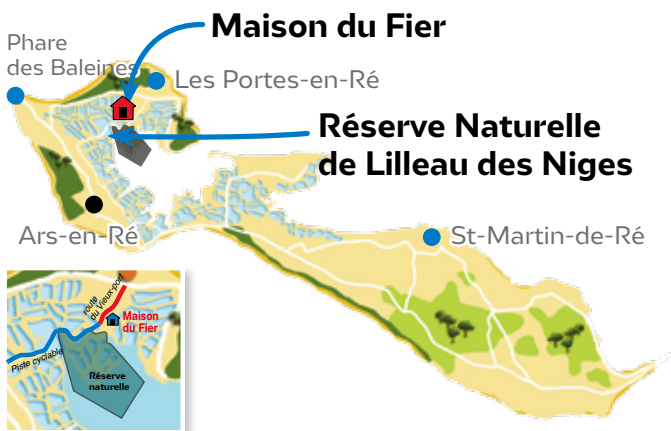 Maison du Fier
Phare
des Baleines
Les Portes-en-Ré
Réserve Naturelle
de Lilleau des Niges
Ars-en-Ré
St-Martin-de-Ré
route
du Vieux-port
Maison
du Fier
Piste cyclable
Réserve
naturelle